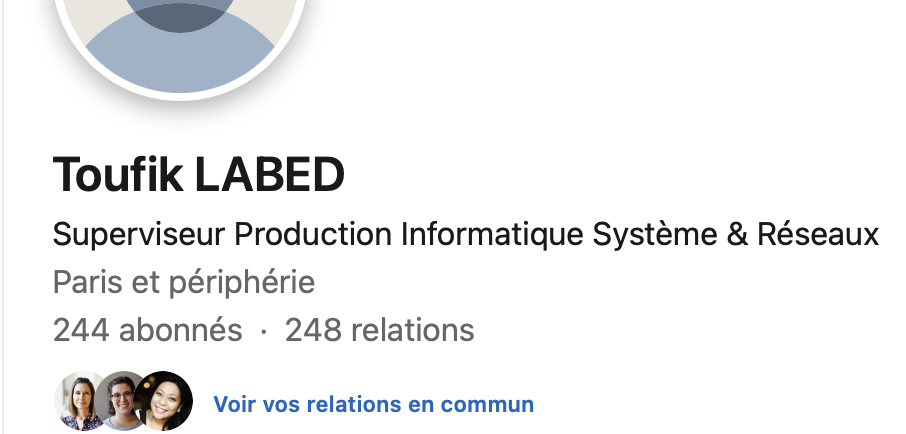 Toufik LABED
Superviseur Production Informatique Système & Réseaux
Paris et périphérie
244 abonnés · 248 relations
Voir vos relations en commun